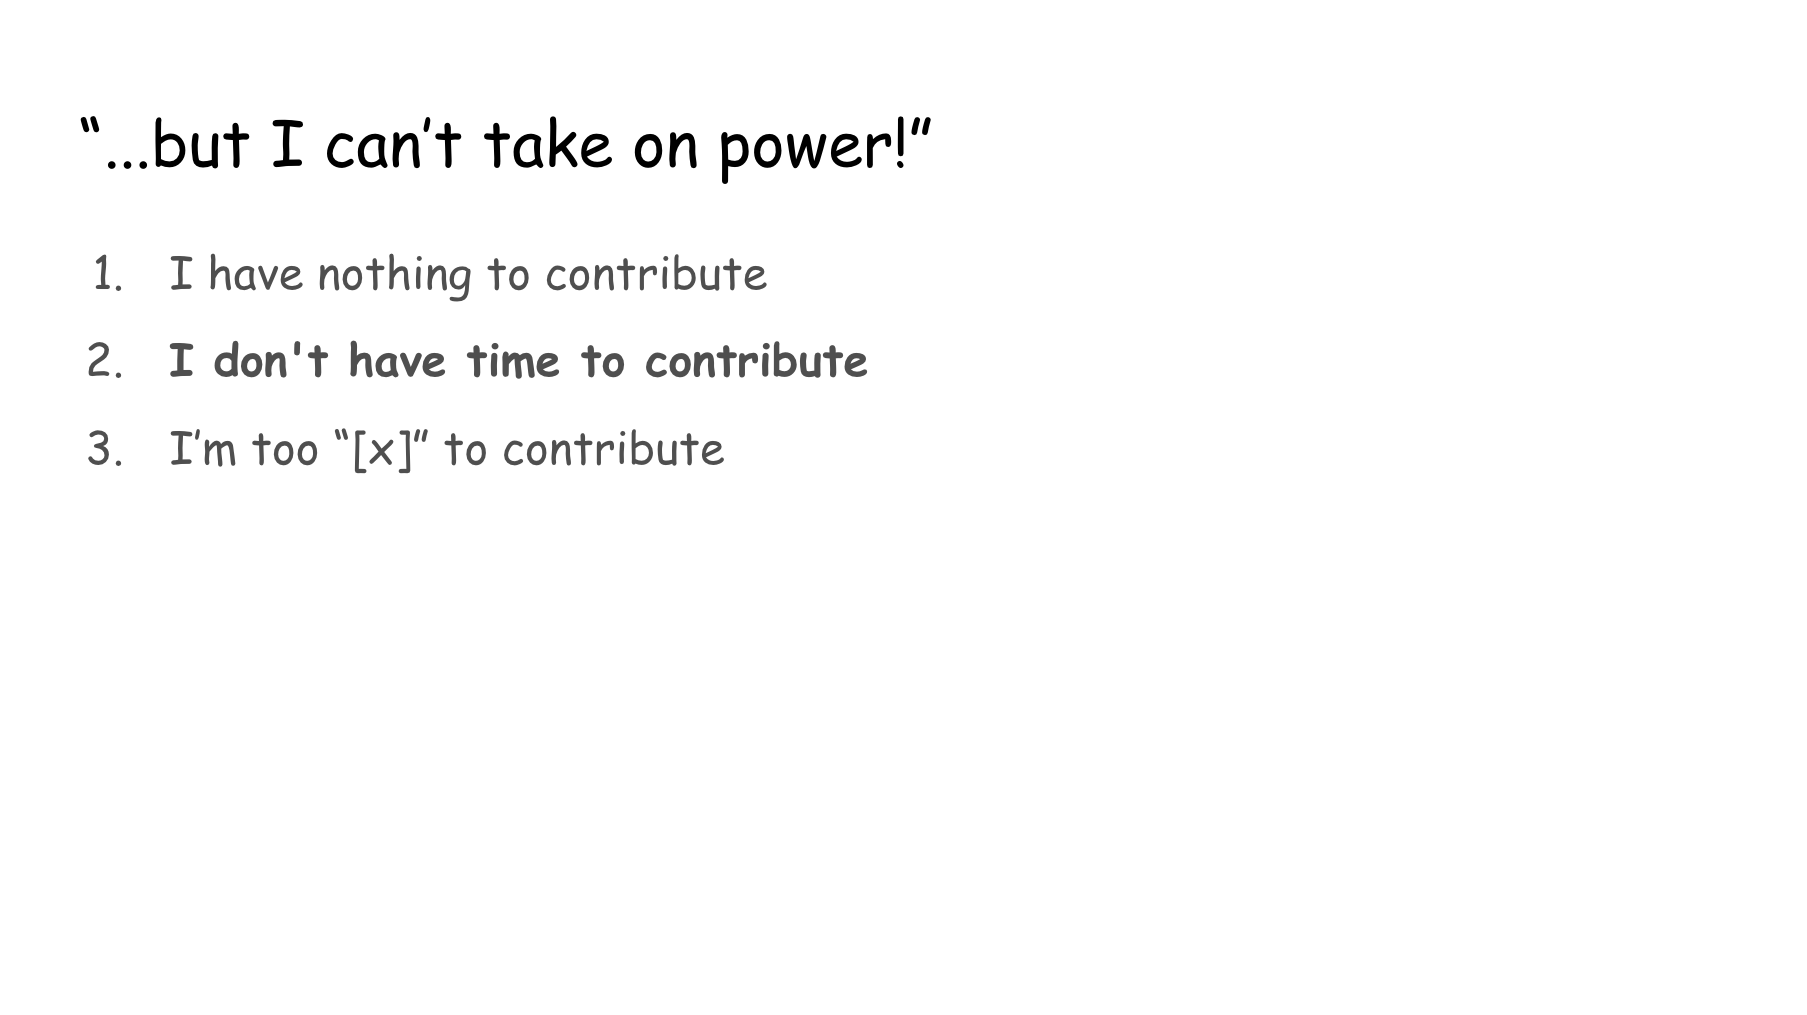 “...but I can’t take on power!”
1. I have nothing to contribute
2. I don't have time to contribute
3. I’m too “[x]” to contribute